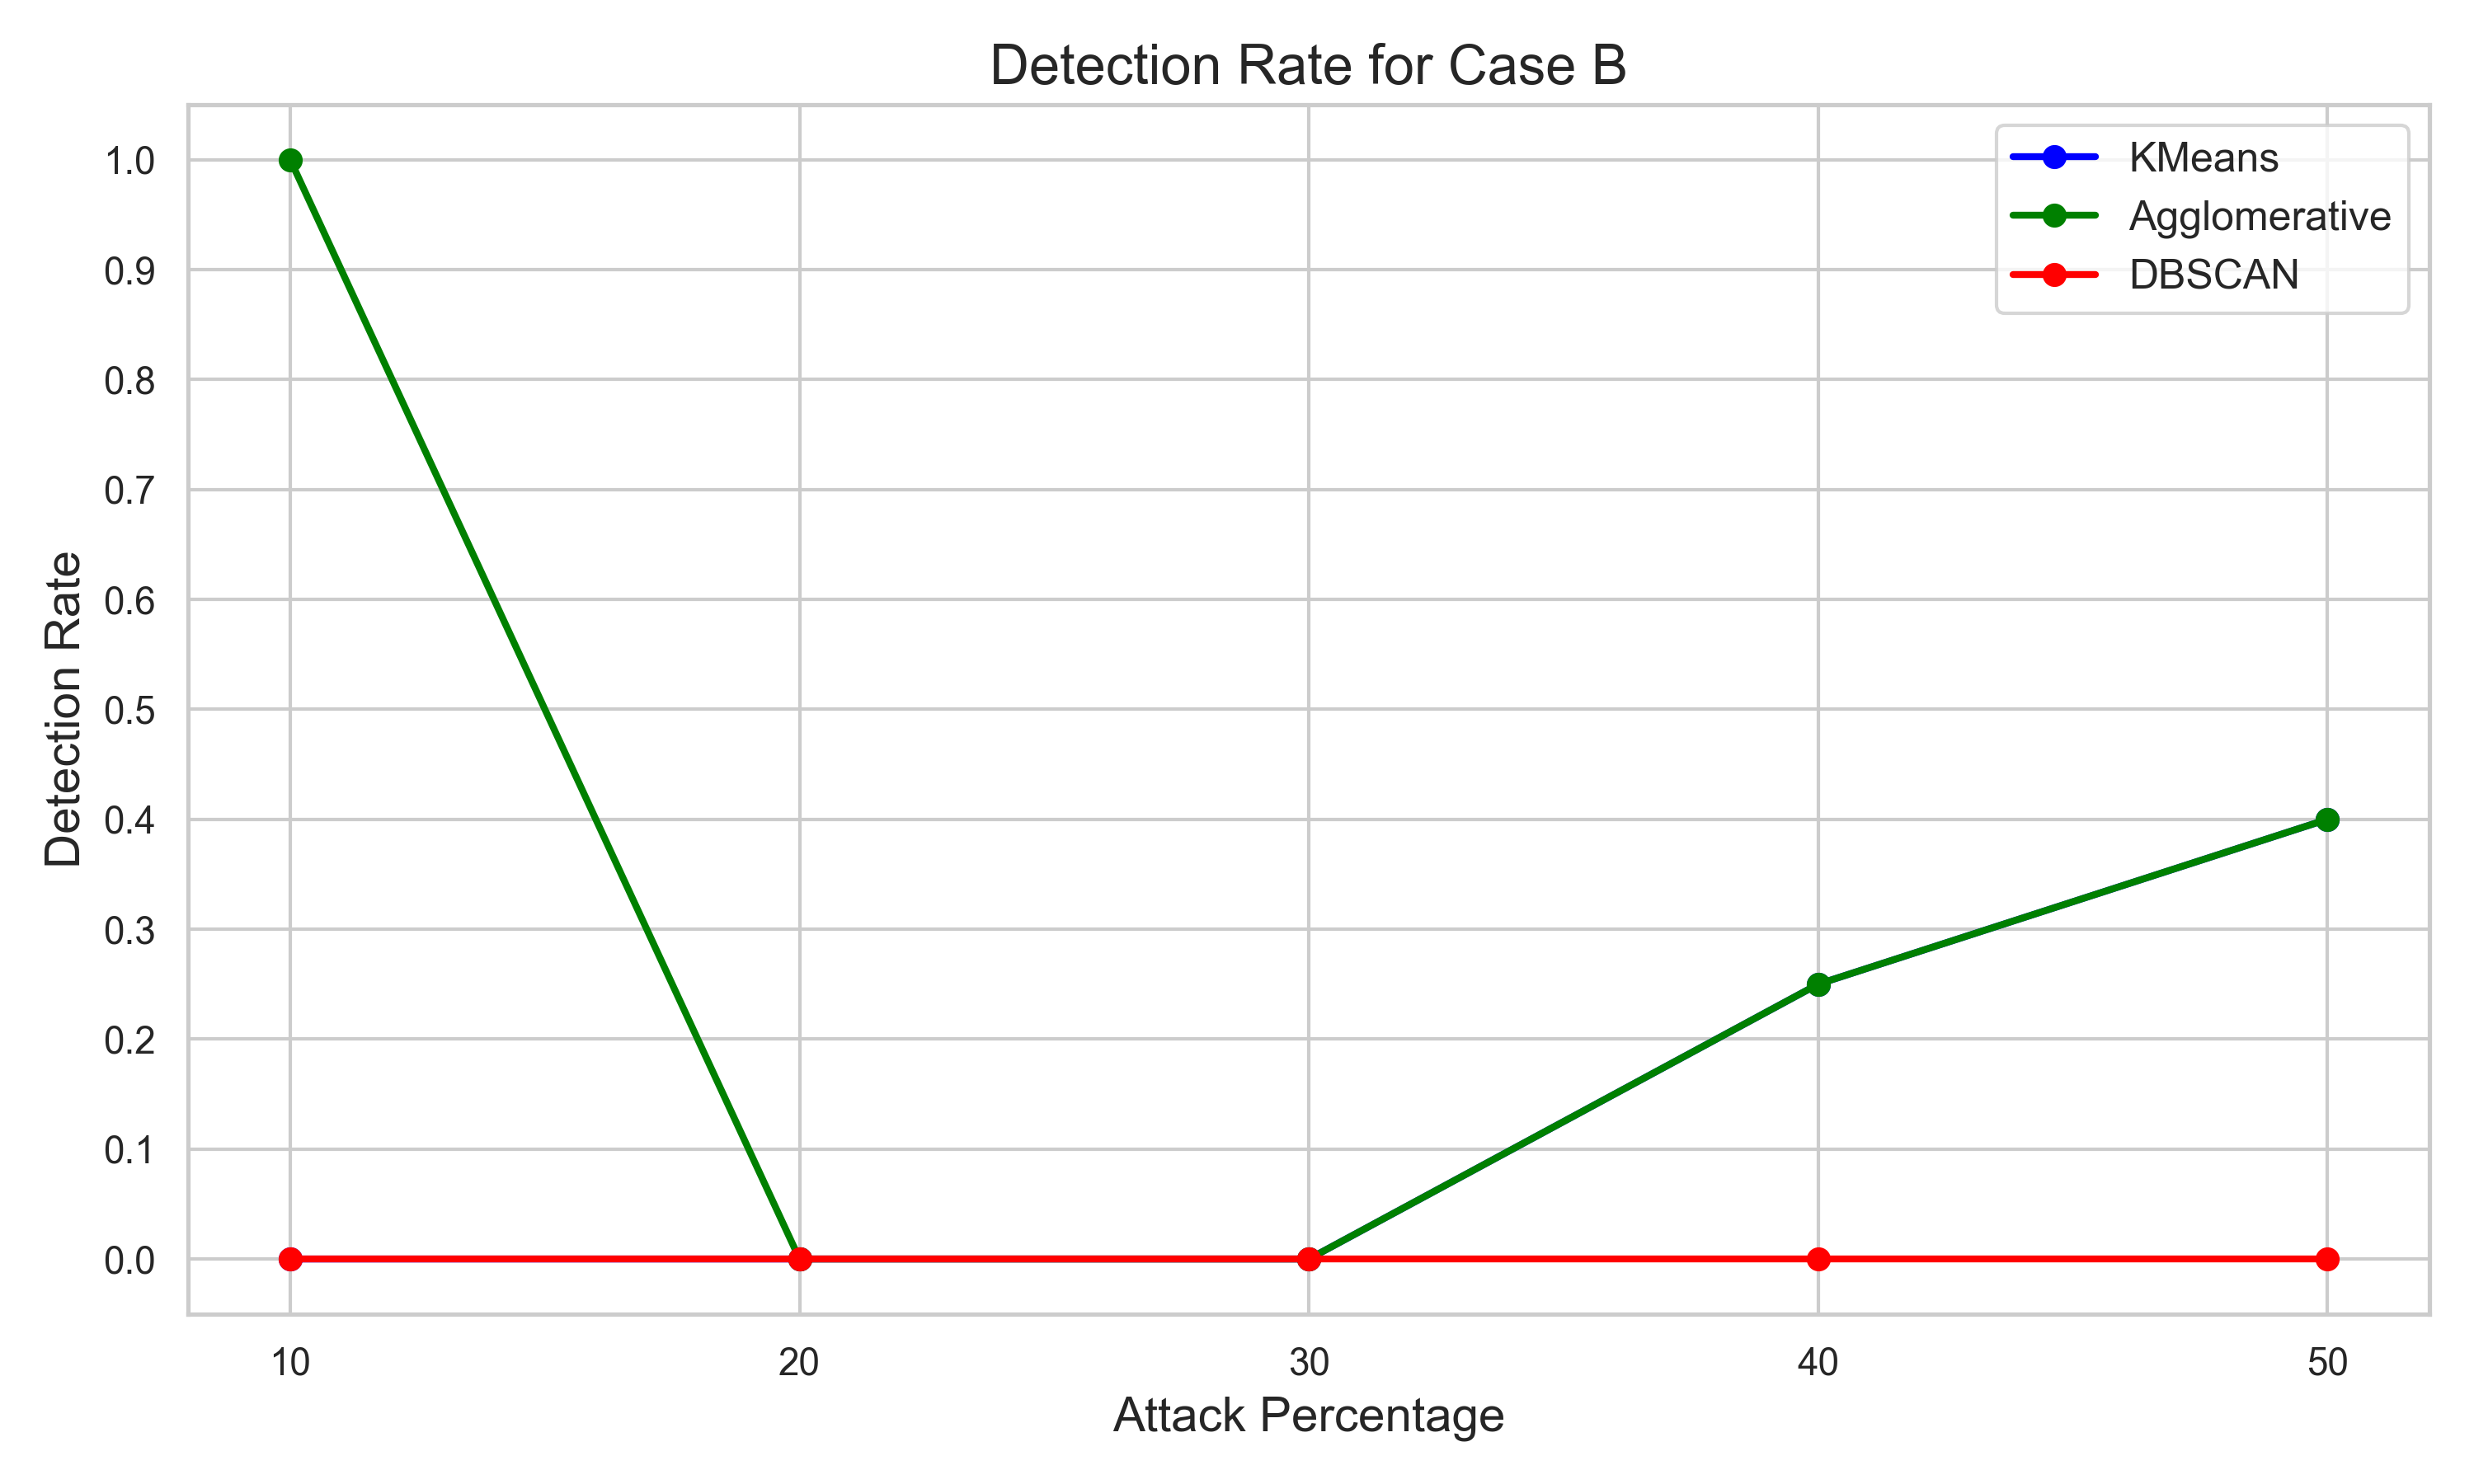 Detection Rate for Case B
KMeans
Agglomerative
DBSCAN
1.0
0.9
0.8
0.7
0.6
0.5
0.4
0.3
0.2
0.1
0.0
Detection Rate
10 20 30 40 50
Attack Percentage